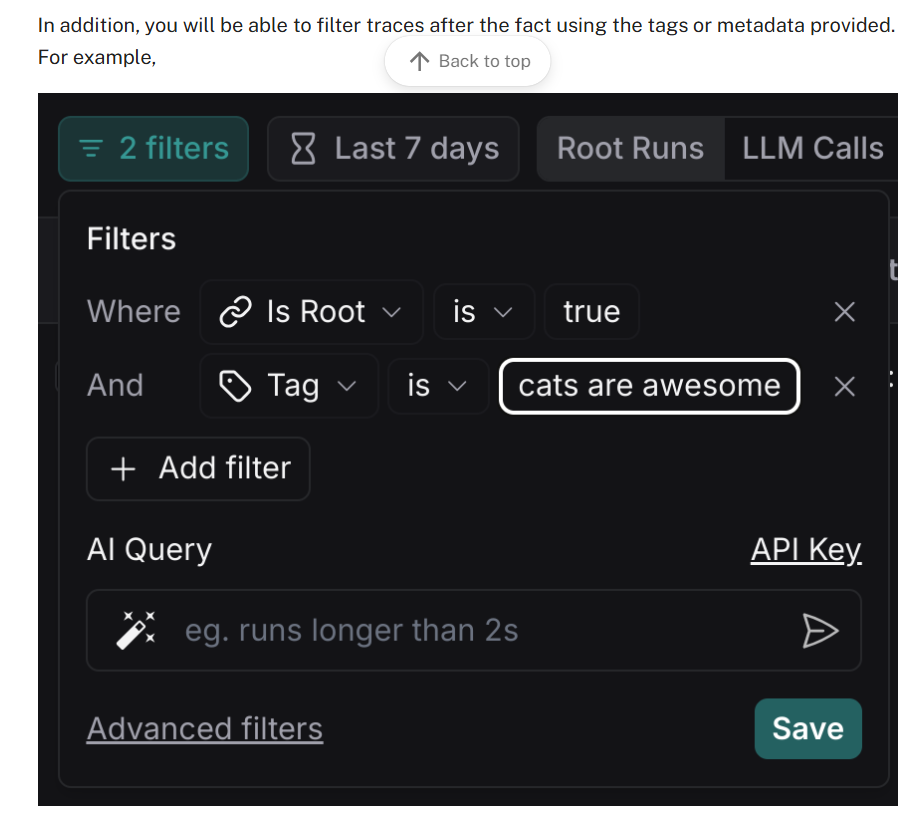 In addition, you will be able to filter traces after the fact using the tags or metadata provided.
For example,
Back to top
2 filters Last 7 days Root Runs LLM Calls
Filters
Where Is Root is true
And Tag is cats are awesome
Add filter
AI Query API Key
eg. runs longer than 2s
Advanced filters Save